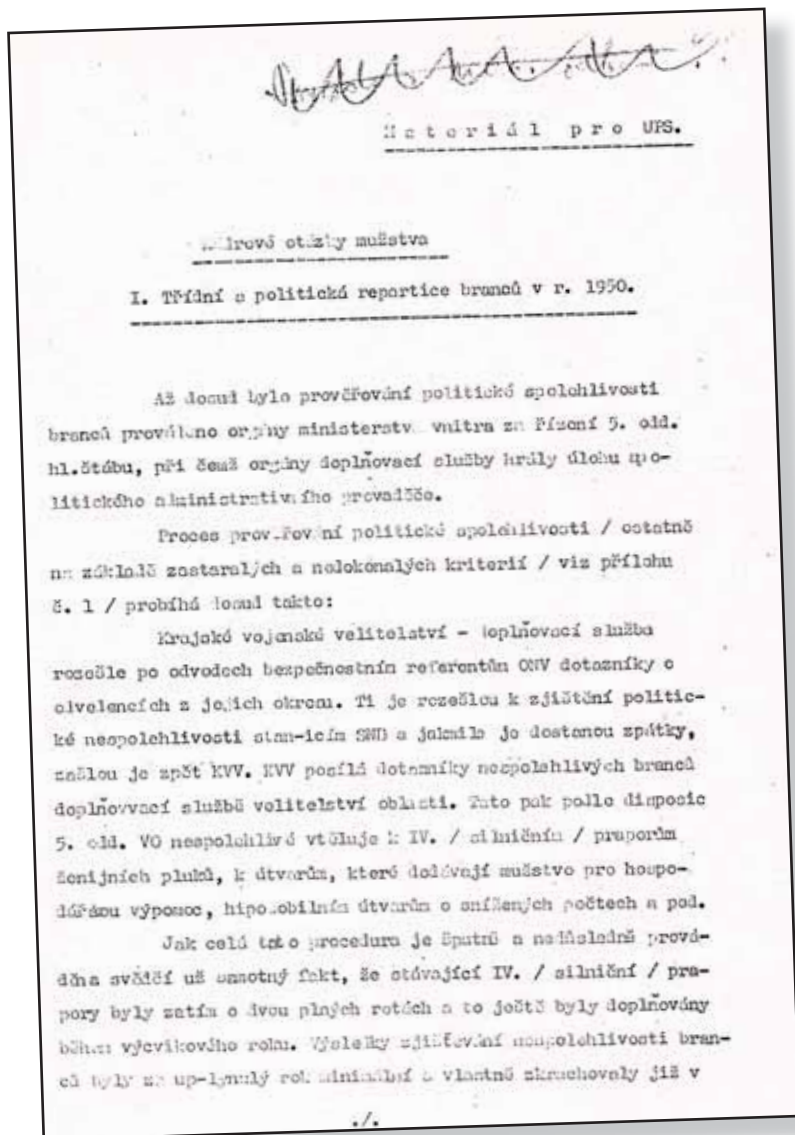 Materiál pro UPS.
otázky mužstva
I. Třídní a politická repartice branců v r. 1950.
Až dosud bylo prověřování politické spolehlivosti
branců prováděno orgány ministerstva vnitra za řízení 5. odd.
hl.štábu, při čemž orgány doplňovací služby hrály úlohu apo-
litického administrativního provaděče.
Proces prověřování politické spolehlivosti / ostatně
na základě zastaralých a nedokonalých kriterií / viz přílohu
č. 1 / probíhá dosud takto:
Krajské vojenské velitelství - doplňovací služba
rozešle po odvodech bezpečnostním referentům ONV dotazníky o
odvedencích z jejich okresu. Ti je rozešlou k zjištění politic-
ké nespolehlivosti stanicím SNB a jakmile je dostanou zpátky,
zašlou je zpět KVV. KVV posílá dotazníky nespolehlivých branců
doplňovvací službě velitelství oblasti. Tato pak podle disposic
5. odd. VO nespolehlivé vtěluje k IV. / silničním / praporům
ženijních pluků, k útvarům, které dodávají mužstvo pro hospo-
dářskou výpomoc, hipomobilním útvarům o snížených počtech a pod.
Jak celá tato procedura je špatně a nedůsledně prová-
děna svědčí už samotný fakt, že stávající IV. / silniční / pra-
pory byly zatím o dvou plných rotách a to ještě byly doplňovány
během výcvikového roku. Výsledky zjišťování nespolehlivosti bran-
ců byly za up-lynulý rok minimální a vlastně zkrachovaly již v
./.